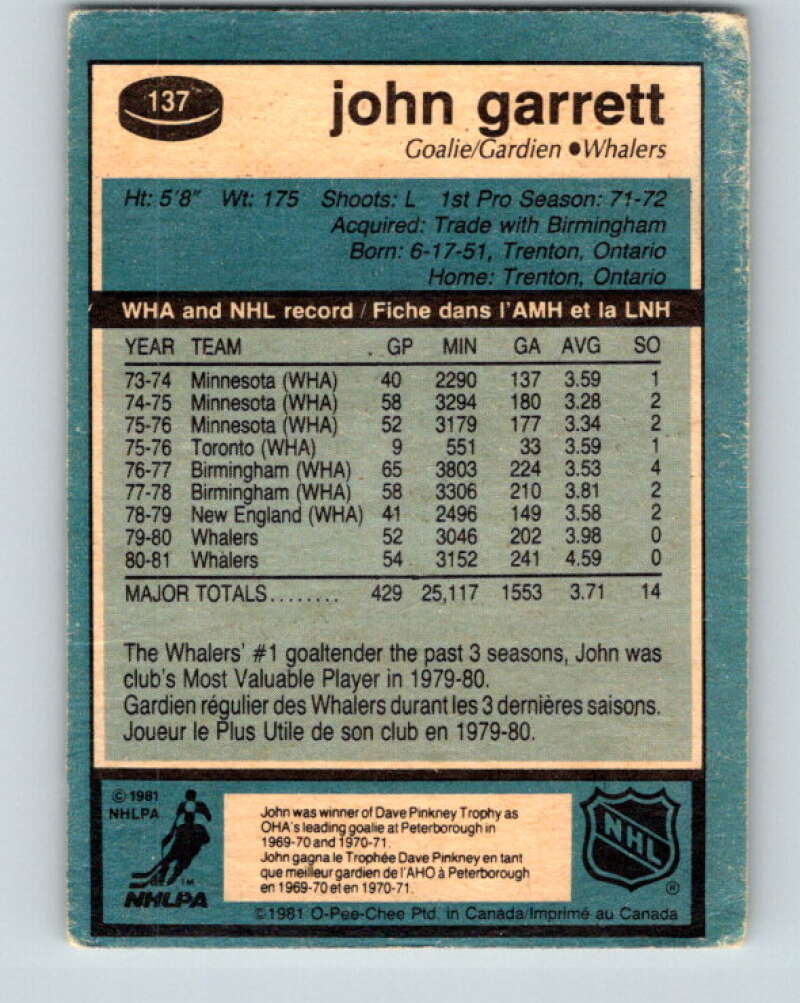 137
john garrett
Goalie/Gardien ●Whalers
Ht: 5'8" Wt: 175 Shoots: L 1st Pro Season: 71-72
Acquired: Trade with Birmingham
Born: 6-17-51, Trenton, Ontario
Home: Trenton, Ontario
WHA and NHL record / Fiche dans l'AMH et la LNH
YEAR TEAM GP MIN GA AVG SO
73-74 Minnesota (WHA) 40 2290 137 3.59 1
74-75 Minnesota (WHA) 58 3294 180 3.28 2
75-76 Minnesota (WHA) 52 3179 177 3.34 2
75-76 Toronto (WHA) 9 551 33 3.59 1
76-77 Birmingham (WHA) 65 3803 224 3.53 4
77-78 Birmingham (WHA) 58 3306 210 3.81 2
78-79 New England (WHA) 41 2496 149 3.58 2
79-80 Whalers 52 3046 202 3.98 0
80-81 Whalers 54 3152 241 4.59 0
MAJOR TOTALS........ 429 25,117 1553 3.71 14
The Whalers' #1 goaltender the past 3 seasons, John was
club's Most Valuable Player in 1979-80.
Gardien régulier des Whalers durant les 3 dernières saisons.
Joueur le Plus Utile de son club en 1979-80.
© 1981
NHLPA
TM
NHLPA
John was winner of Dave Pinkney Trophy as
OHA's leading goalie at Peterborough in
1969-70 and 1970-71.
John gagna le Trophée Dave Pinkney en tant
que meilleur gardien de l'AHO à Peterborough
en 1969-70 et en 1970-71.
NHL
®
© 1981 O-Pee-Chee Ptd. in Canada/Imprimé au Canada